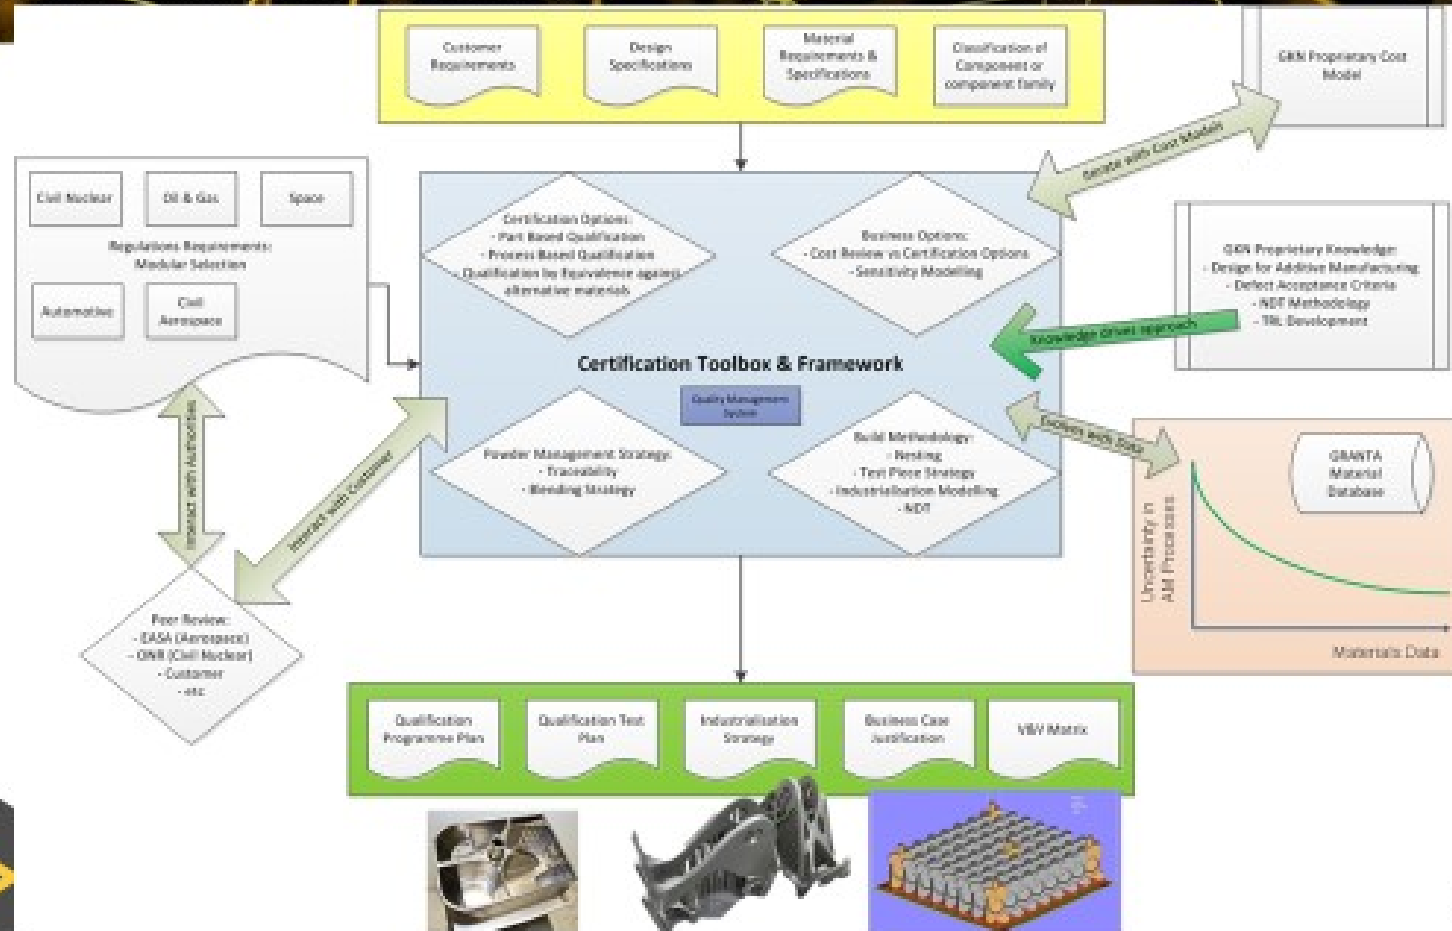 Customer
Requirements
Design
Specifications
Material
Requirements &
Specifications
Classification of
Component or
component family
GKN Proprietary Cost
Model
Iterate with Cost Models
Civil Nuclear
Oil & Gas
Space
Regulations Requirements:
Modular Selection
Automotive
Civil
Aerospace
Certification Options:
- Part Based Qualification
- Process Based Qualification
- Qualification by Equivalence against
alternative materials
Business Options:
- Cost Review vs Certification Options
- Sensitivity Modelling
GKN Proprietary Knowledge:
- Design for Additive Manufacturing
- Defect Acceptance Criteria
- NDT Methodology
- TRL Development
Knowledge drives approach
Certification Toolbox & Framework
Quality Management
System
Powder Management Strategy:
- Traceability
- Blending Strategy
Build Methodology:
- Nesting
- Test Piece Strategy
- Industrialisation Modelling
- NDT
with Data
GRANTA
Material
Database
Uncertainty in
AM Processes
Materials Data
Interact with Authorities
Interact with Customer
Peer Review:
- EASA (Aerospace)
- ONR (Civil Nuclear)
- Customer
- etc
Qualification
Programme Plan
Qualification Test
Plan
Industrialisation
Strategy
Business Case
Justification
V&V Matrix